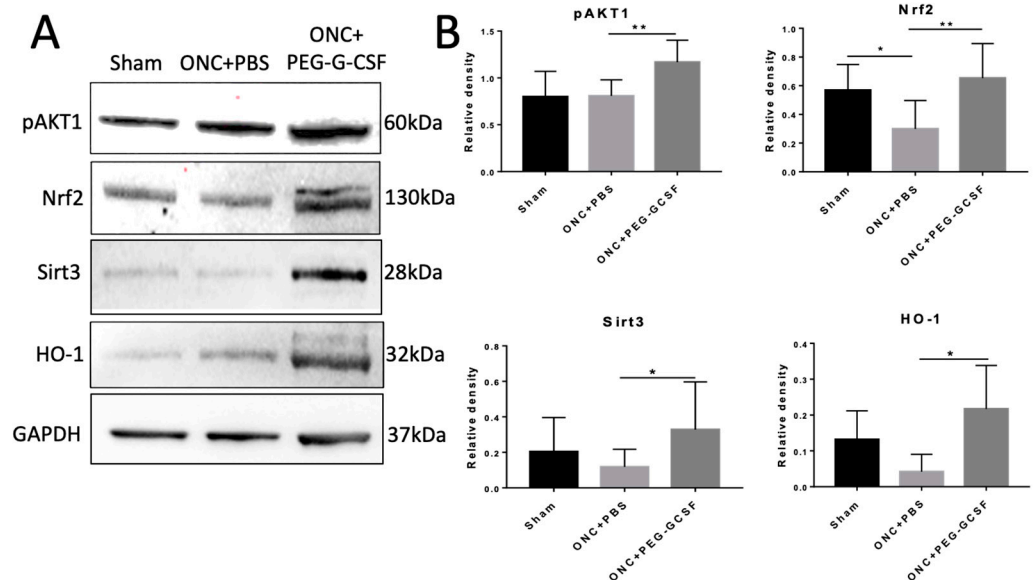 A
Sham ONC+PBS ONC+
PEG-G-CSF
pAKT1 60kDa
Nrf2 130kDa
Sirt3 28kDa
HO-1 32kDa
GAPDH 37kDa
B
pAKT1
Relative density
1.5
1.0
0.5
0.0
**
Sham
ONC+PBS
ONC+PEG-GCSF
Nrf2
Relative density
1.0
0.8
0.6
0.4
0.2
0.0
*
**
Sham
ONC+PBS
ONC+PEG-GCSF
Sirt3
Relative density
0.8
0.6
0.4
0.2
0.0
*
Sham
ONC+PBS
ONC+PEG-GCSF
HO-1
Relative density
0.4
0.3
0.2
0.1
0.0
*
Sham
ONC+PBS
ONC+PEG-GCSF